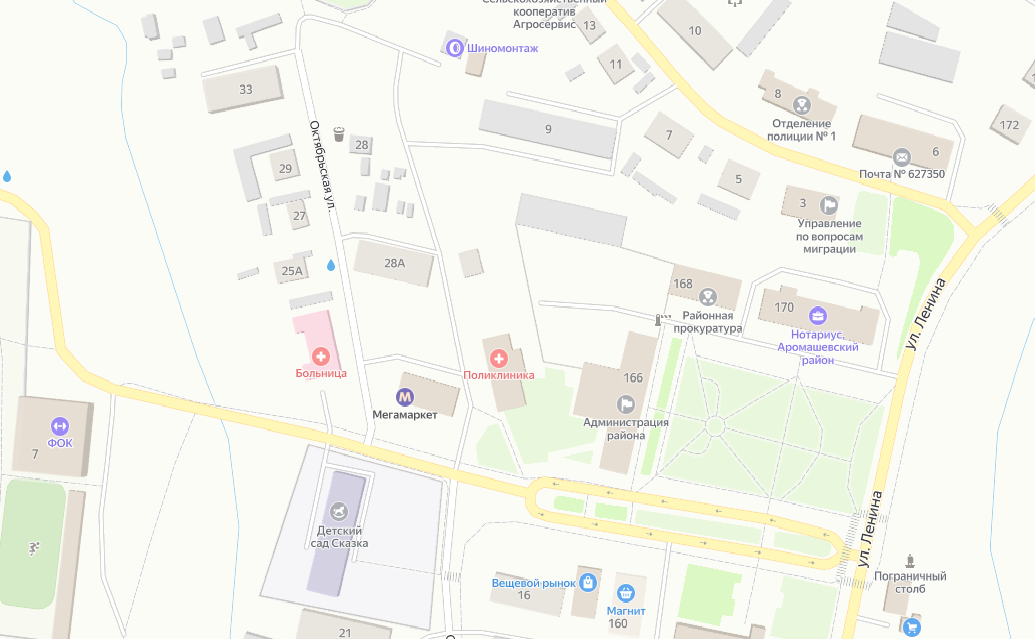 Сельскохозяйственный
кооператив
Агросервис
13
10
Шиномонтаж
11
33
8
Отделение
полиции № 1
172
9
7
6
Почта № 627350
28
Октябрьская ул.
29
5
27
3
Управление
по вопросам
миграции
28А
25А
168
Районная
прокуратура
170
Нотариус,
Аромашевский
район
ул. Ленина
Больница
Поликлиника
Мегамаркет
166
Администрация
района
ФОК
7
Детский
сад Сказка
ул. Ленина
Пограничный
столб
Вещевой рынок
16
Магнит
160
21